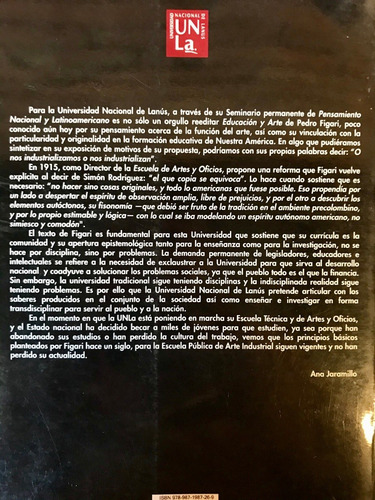 UNIVERSIDAD
NACIONAL DE LANÚS
UN
La
Para la Universidad Nacional de Lanús, a través de su Seminario permanente de Pensamiento
Nacional y Latinoamericano es no sólo un orgullo reeditar Educación y Arte de Pedro Figari, poco
conocido aún hoy por su pensamiento acerca de la función del arte, así como su vinculación con la
particularidad y originalidad en la formación educativa de Nuestra América. En algo que pudiéramos
sintetizar en su exposición de motivos de su propuesta, podríamos con sus propias palabras decir: "O
nos industrializamos o nos industrializan".
En 1915, como Director de la Escuela de Artes y Oficios, propone una reforma que Figari vuelve
explícita al decir de Simón Rodríguez: "el que copia se equivoca". Lo hace cuando sostiene que es
necesario: "no hacer sino cosas originales, y todo lo americanas que fuese posible. Eso propendía por
un lado a despertar el espíritu de observación amplia, libre de prejuicios, y por el otro a descubrir los
elementos autóctonos, su fisonomía —que debió ser fruto de la tradición en el ambiente precolombino,
y por lo propio estimable y lógica— con lo cual se iba modelando un espíritu autónomo americano, no
simiesco y comodón".
El texto de Figari es fundamental para esta Universidad que sostiene que su currícula es la
comunidad y su apertura epistemológica tanto para la enseñanza como para la investigación, no se
hace por disciplina, sino por problemas. La demanda permanente de legisladores, educadores e
intelectuales se refiere a la necesidad de exclaustrar a la Universidad para que sirva al desarrollo
nacional y coadyuve a solucionar los problemas sociales, ya que el pueblo todo es el que la financia.
Sin embargo, la universidad tradicional sigue teniendo disciplinas y la indisciplinada realidad sigue
teniendo problemas. Es por ello que la Universidad Nacional de Lanús pretende articular con los
saberes producidos en el conjunto de la sociedad así como enseñar e investigar en forma
transdisciplinar para servir al pueblo y a la nación.
En el momento en que la UNLa está poniendo en marcha su Escuela Técnica y de Artes y Oficios,
y el Estado nacional ha decidido becar a miles de jóvenes para que estudien, ya sea porque han
abandonado sus estudios o han perdido la cultura del trabajo, vemos que los principios básicos
planteados por Figari hace un siglo, para la Escuela Pública de Arte Industrial siguen vigentes y no han
perdido su actualidad.
Ana Jaramillo
ISBN 978-987-1987-26-9